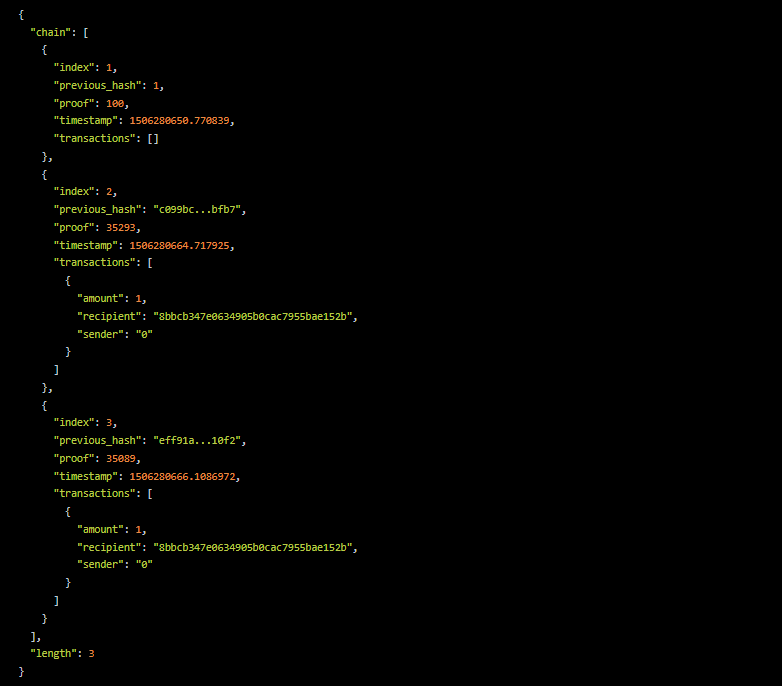 {
"chain": [
{
"index": 1,
"previous_hash": 1,
"proof": 100,
"timestamp": 1506280650.770839,
"transactions": []
},
{
"index": 2,
"previous_hash": "c099bc...bfb7",
"proof": 35293,
"timestamp": 1506280664.717925,
"transactions": [
{
"amount": 1,
"recipient": "8bbcb347e0634905b0cac7955bae152b",
"sender": "0"
}
]
},
{
"index": 3,
"previous_hash": "eff91a...10f2",
"proof": 35089,
"timestamp": 1506280666.1086972,
"transactions": [
{
"amount": 1,
"recipient": "8bbcb347e0634905b0cac7955bae152b",
"sender": "0"
}
]
}
],
"length": 3
}